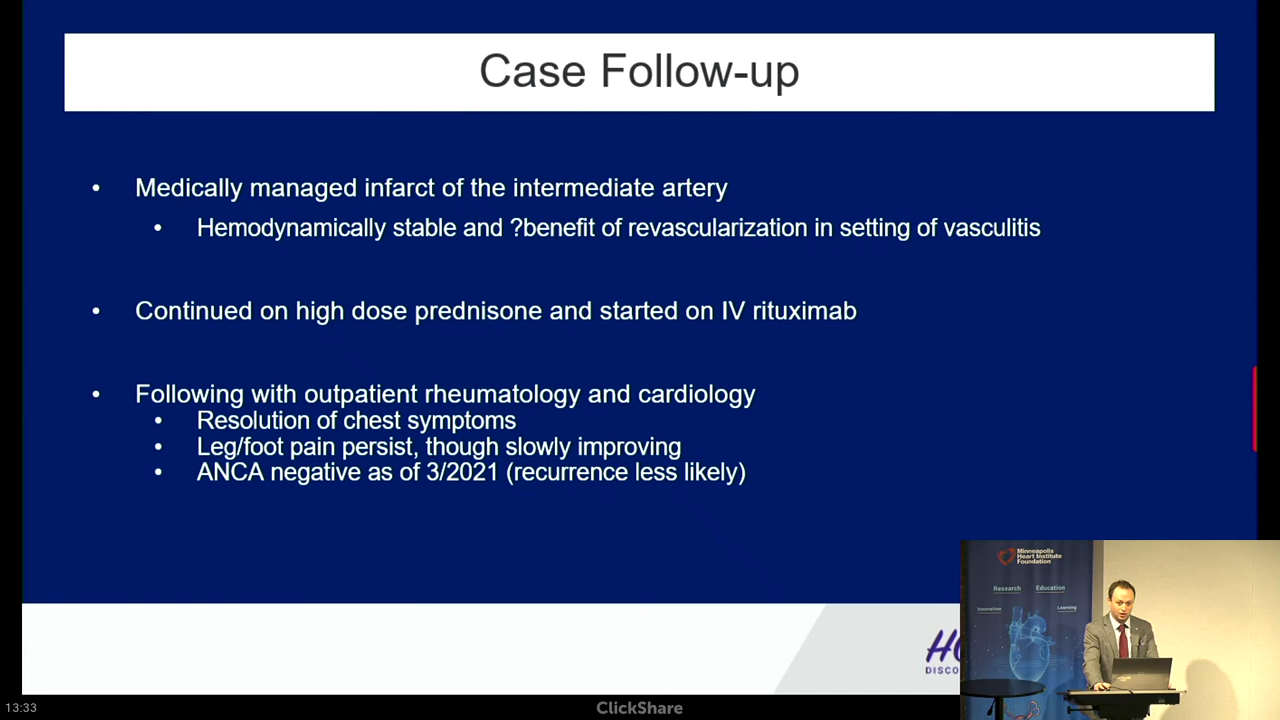 Case Follow-up
• Medically managed infarct of the intermediate artery
• Hemodynamically stable and ?benefit of revascularization in setting of vasculitis
• Continued on high dose prednisone and started on IV rituximab
• Following with outpatient rheumatology and cardiology
• Resolution of chest symptoms
• Leg/foot pain persist, though slowly improving
• ANCA negative as of 3/2021 (recurrence less likely)
Minneapolis
Heart Institute
Foundation
Research Education
Innovation Learning
13:33
ClickShare